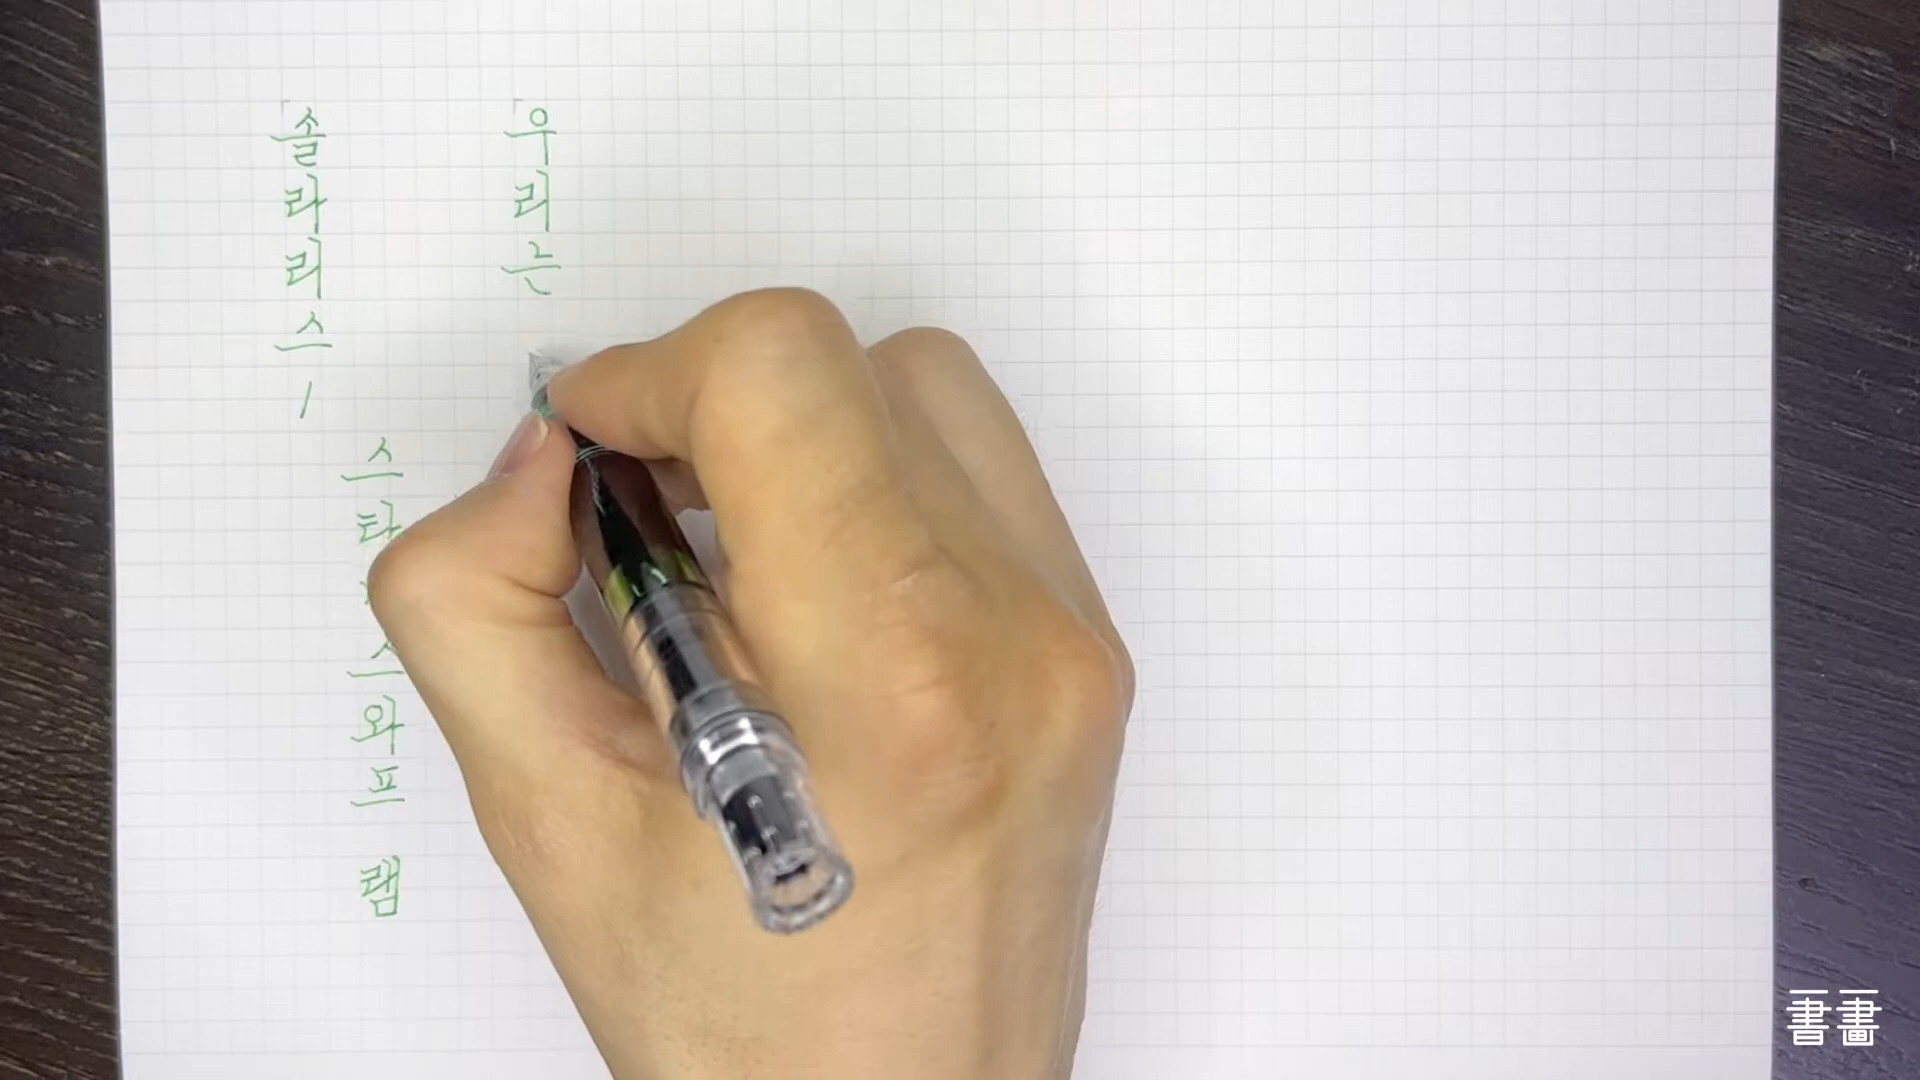 솔라리스 /
스타 스와프 램
우리는
書畵